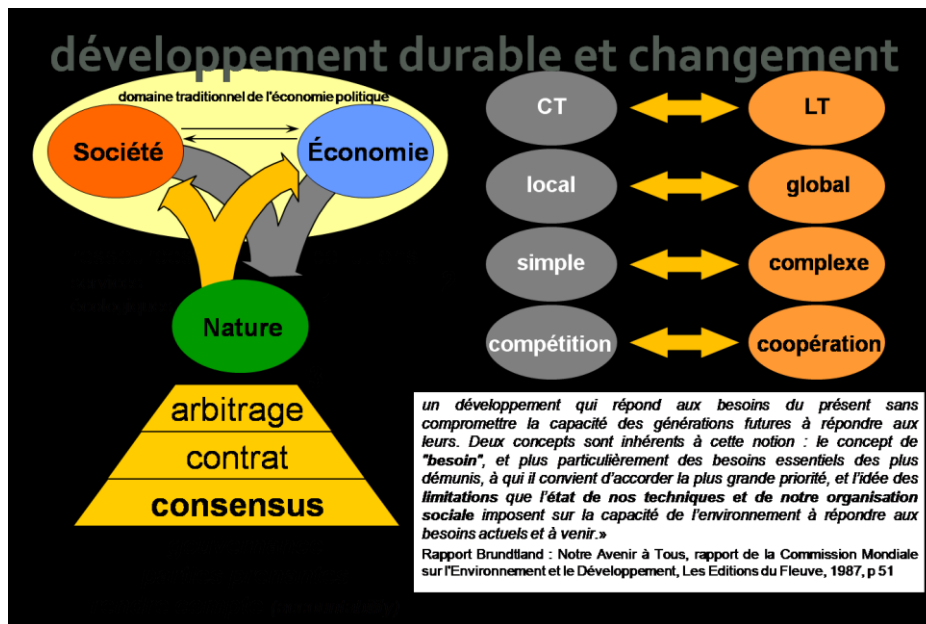 développement durable et changement
domaine traditionnel de l'économie politique
Société
Économie
Nature
arbitrage
contrat
consensus
CT
LT
local
global
simple
complexe
compétition
coopération
un développement qui répond aux besoins du présent sans
compromettre la capacité des générations futures à répondre aux
leurs. Deux concepts sont inhérents à cette notion : le concept de
"besoin", et plus particulièrement des besoins essentiels des plus
démunis, à qui il convient d'accorder la plus grande priorité, et l'idée des
limitations que l'état de nos techniques et de notre organisation
sociale imposent sur la capacité de l'environnement à répondre aux
besoins actuels et à venir.»
Rapport Brundtland : Notre Avenir à Tous, rapport de la Commission Mondiale
sur l'Environnement et le Développement, Les Editions du Fleuve, 1987, p 51